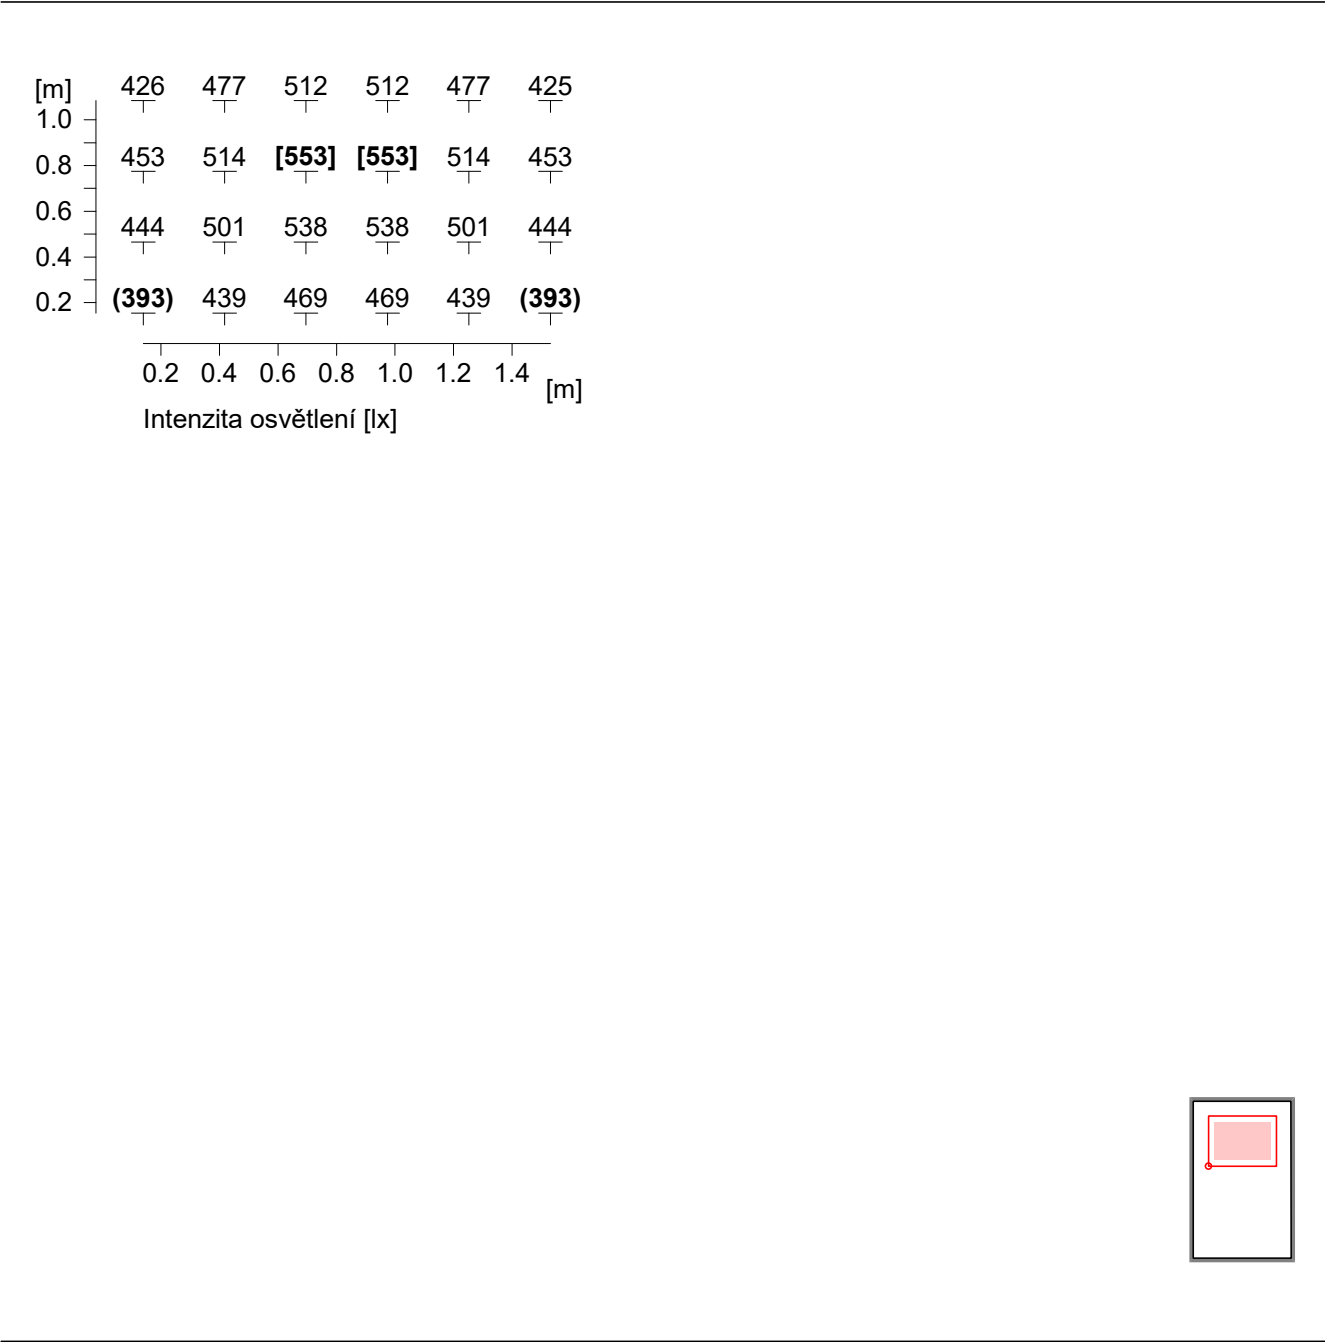 [m] 426 477 512 512 477 425
1.0
0.8 453 514 [553] [553] 514 453
0.6 444 501 538 538 501 444
0.4
0.2 (393) 439 469 469 439 (393)
0.2 0.4 0.6 0.8 1.0 1.2 1.4 [m]
Intenzita osvětlení [lx]